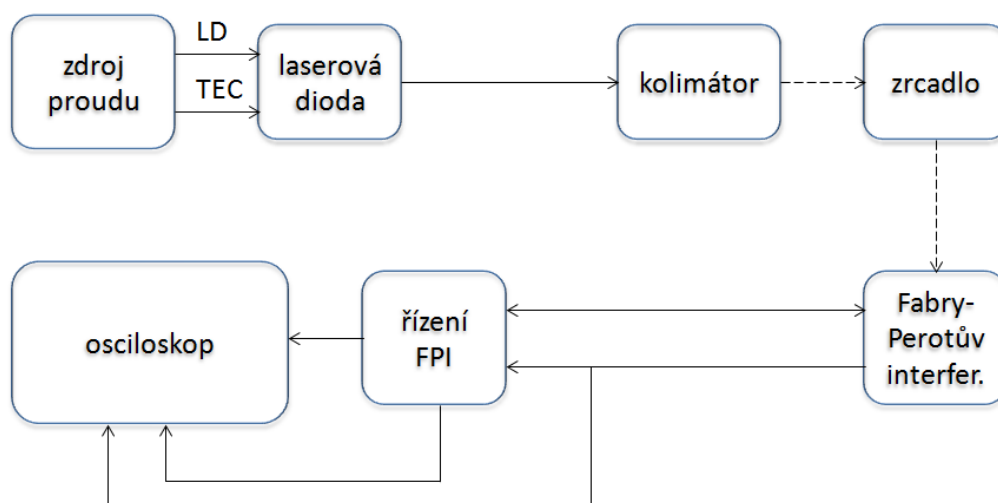 zdroj
proudu
LD
TEC
laserová
dioda
kolimátor
zrcadlo
osciloskop
řízení
FPI
Fabry-
Perotův
interfer.